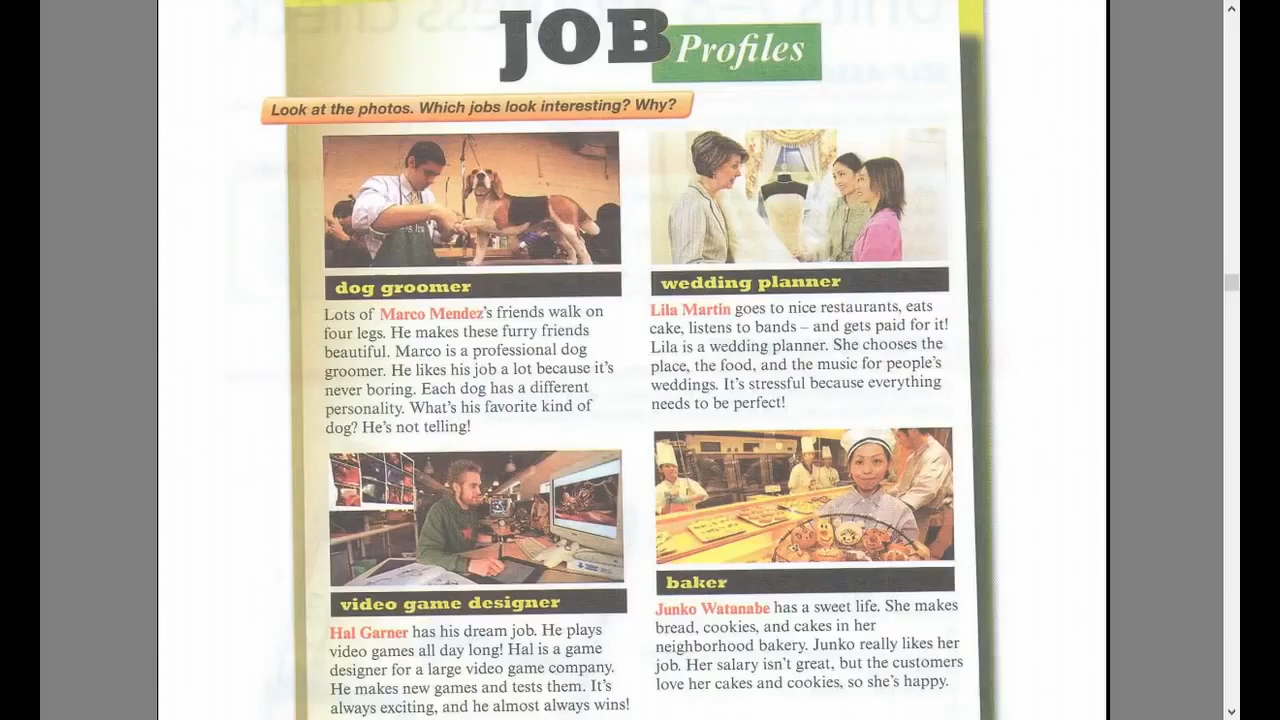 JOB
Profiles
Look at the photos. Which jobs look interesting? Why?
dog groomer
Lots of Marco Mendez's friends walk on
four legs. He makes these furry friends
beautiful. Marco is a professional dog
groomer. He likes his job a lot because it's
never boring. Each dog has a different
personality. What's his favorite kind of
dog? He's not telling!
wedding planner
Lila Martin goes to nice restaurants, eats
cake, listens to bands – and gets paid for it!
Lila is a wedding planner. She chooses the
place, the food, and the music for people's
weddings. It's stressful because everything
needs to be perfect!
video game designer
Hal Garner has his dream job. He plays
video games all day long! Hal is a game
designer for a large video game company.
He makes new games and tests them. It's
always exciting, and he almost always wins!
baker
Junko Watanabe has a sweet life. She makes
bread, cookies, and cakes in her
neighborhood bakery. Junko really likes her
job. Her salary isn't great, but the customers
love her cakes and cookies, so she's happy.